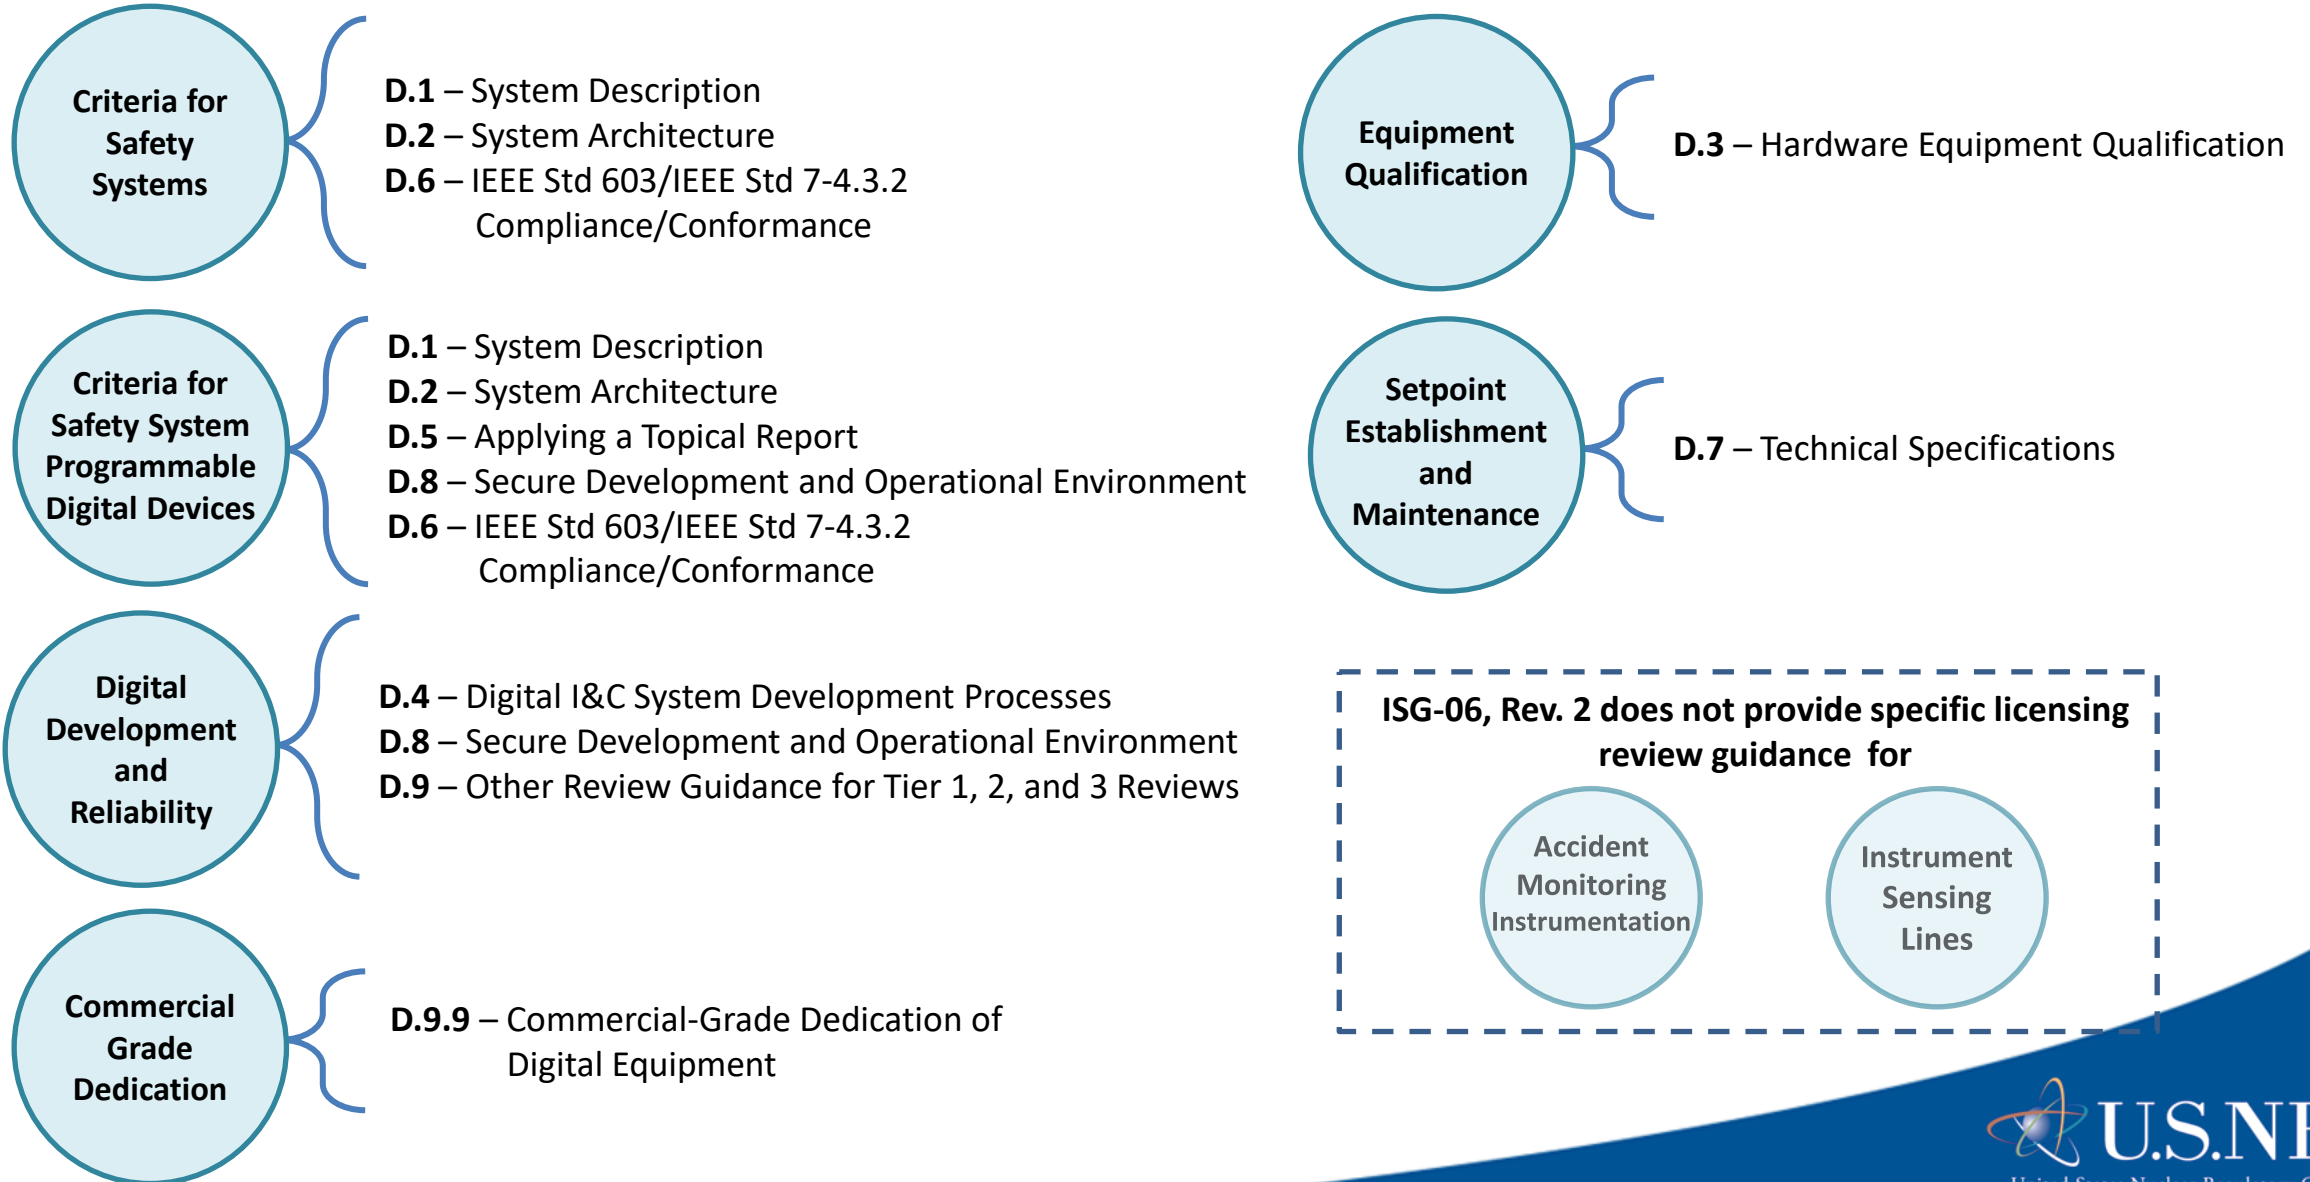 Criteria for
Safety
Systems
D.1 – System Description
D.2 – System Architecture
D.6 – IEEE Std 603/IEEE Std 7-4.3.2
Compliance/Conformance
Criteria for
Safety System
Programmable
Digital Devices
D.1 – System Description
D.2 – System Architecture
D.5 – Applying a Topical Report
D.8 – Secure Development and Operational Environment
D.6 – IEEE Std 603/IEEE Std 7-4.3.2
Compliance/Conformance
Digital
Development
and
Reliability
D.4 – Digital I&C System Development Processes
D.8 – Secure Development and Operational Environment
D.9 – Other Review Guidance for Tier 1, 2, and 3 Reviews
Commercial
Grade
Dedication
D.9.9 – Commercial-Grade Dedication of
Digital Equipment
Equipment
Qualification
D.3 – Hardware Equipment Qualification
Setpoint
Establishment
and
Maintenance
D.7 – Technical Specifications
ISG-06, Rev. 2 does not provide specific licensing
review guidance for
Accident
Monitoring
Instrumentation
Instrument
Sensing
Lines
U.S.N